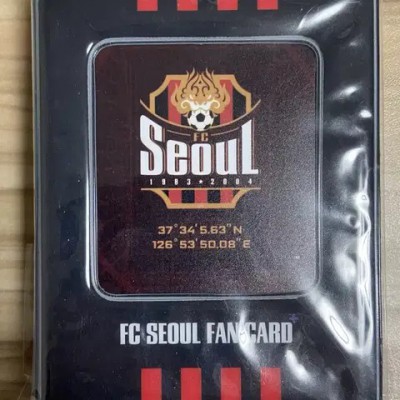 FC
SeouL
1983★2004
37°34'5.63"N
126°53'50.08"E
FC SEOUL FAN CARD+